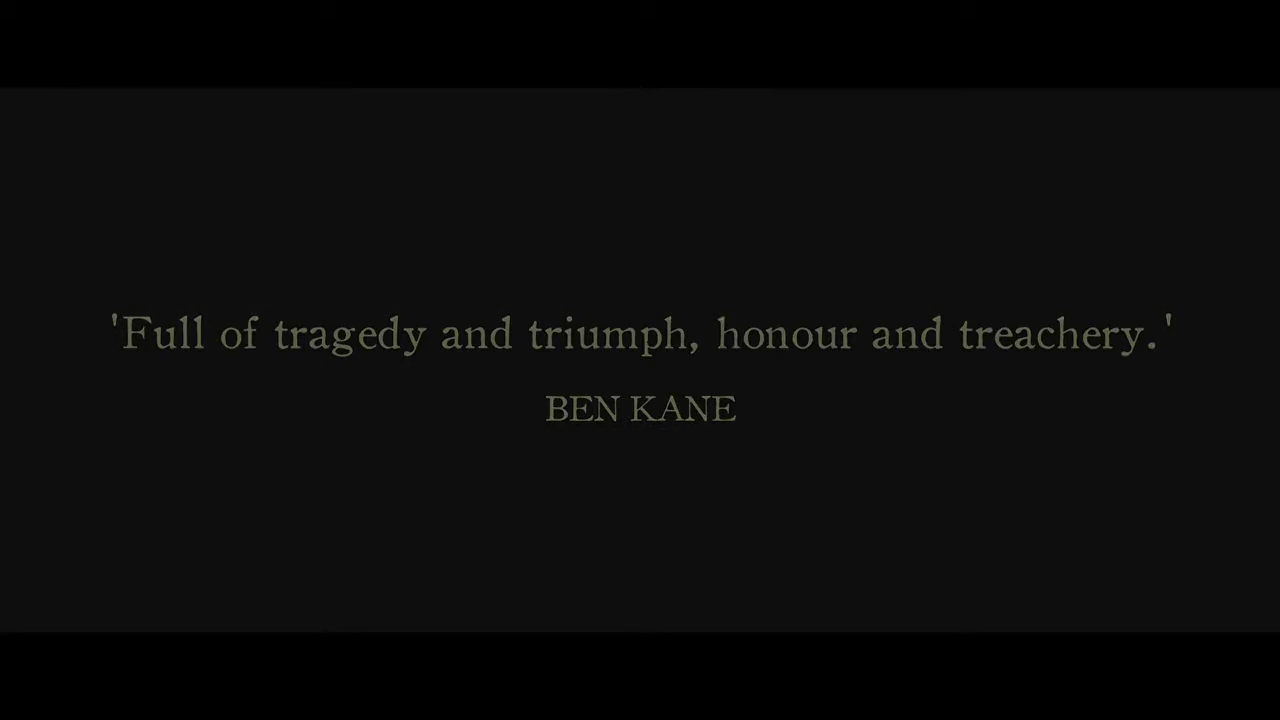 'Full of tragedy and triumph, honour and treachery.'
BEN KANE